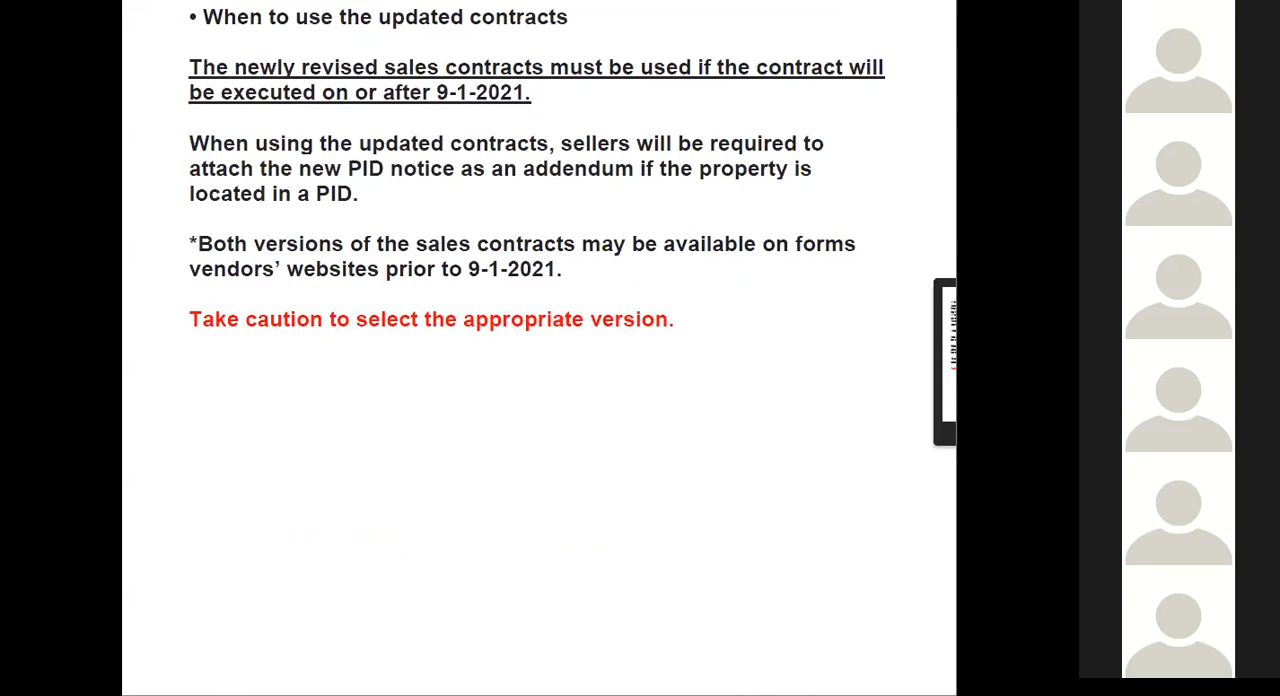 • When to use the updated contracts
The newly revised sales contracts must be used if the contract will
be executed on or after 9-1-2021.
When using the updated contracts, sellers will be required to
attach the new PID notice as an addendum if the property is
located in a PID.
*Both versions of the sales contracts may be available on forms
vendors’ websites prior to 9-1-2021.
Take caution to select the appropriate version.